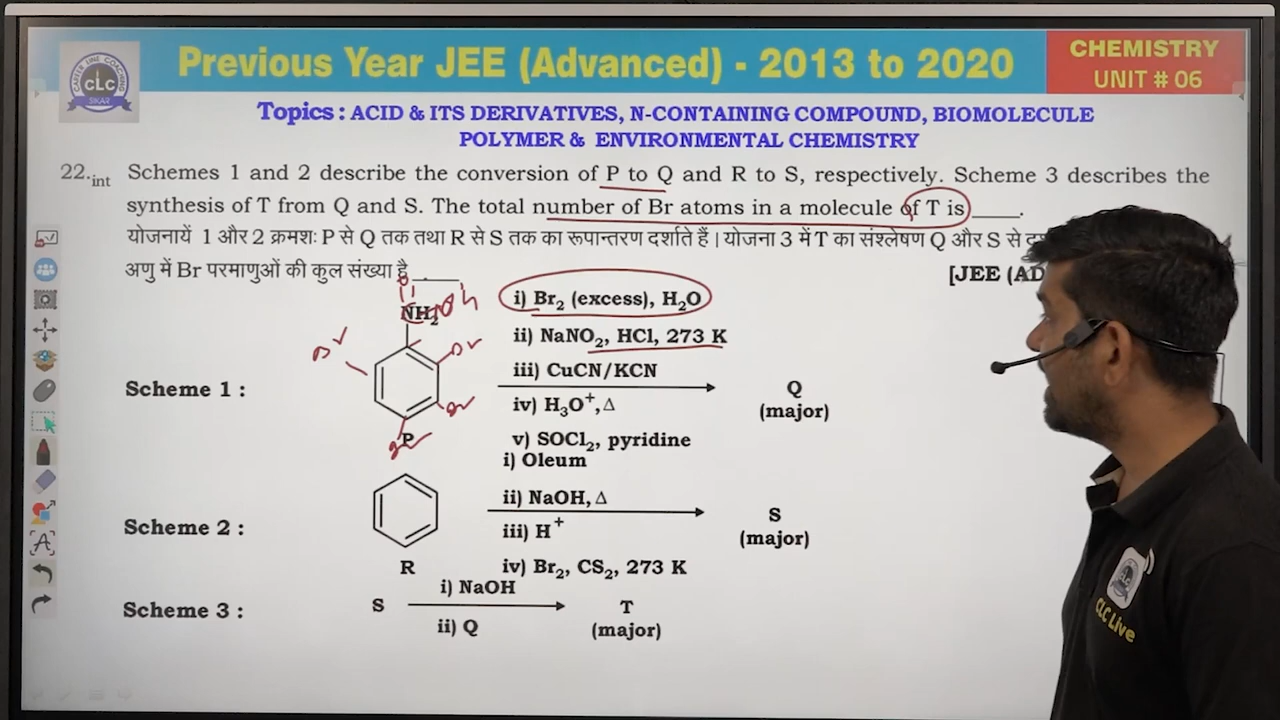 Previous Year JEE (Advanced) - 2013 to 2020
CHEMISTRY
UNIT # 06
CLC
SIKAR
Topics : ACID & ITS DERIVATIVES, N-CONTAINING COMPOUND, BIOMOLECULE
POLYMER & ENVIRONMENTAL CHEMISTRY
22.int Schemes 1 and 2 describe the conversion of P to Q and R to S, respectively. Scheme 3 describes the
synthesis of T from Q and S. The total number of Br atoms in a molecule of T is ____.
योजनायें 1 और 2 क्रमशः P से Q तक तथा R से S तक का रूपान्तरण दर्शाते हैं। योजना 3 में T का संश्लेषण Q और S से
अणु में Br परमाणुओं की कुल संख्या है ____
[JEE (AD
NH₂
i) Br₂ (excess), H₂O
ii) NaNO₂, HCl, 273 K
iii) CuCN/KCN
Scheme 1 :
Q
(major)
iv) H₃O⁺, Δ
P
v) SOCl₂, pyridine
i) Oleum
ii) NaOH, Δ
Scheme 2 :
iii) H⁺
S
(major)
R
iv) Br₂, CS₂, 273 K
i) NaOH
Scheme 3 :
S
T
ii) Q
(major)
CLC Live